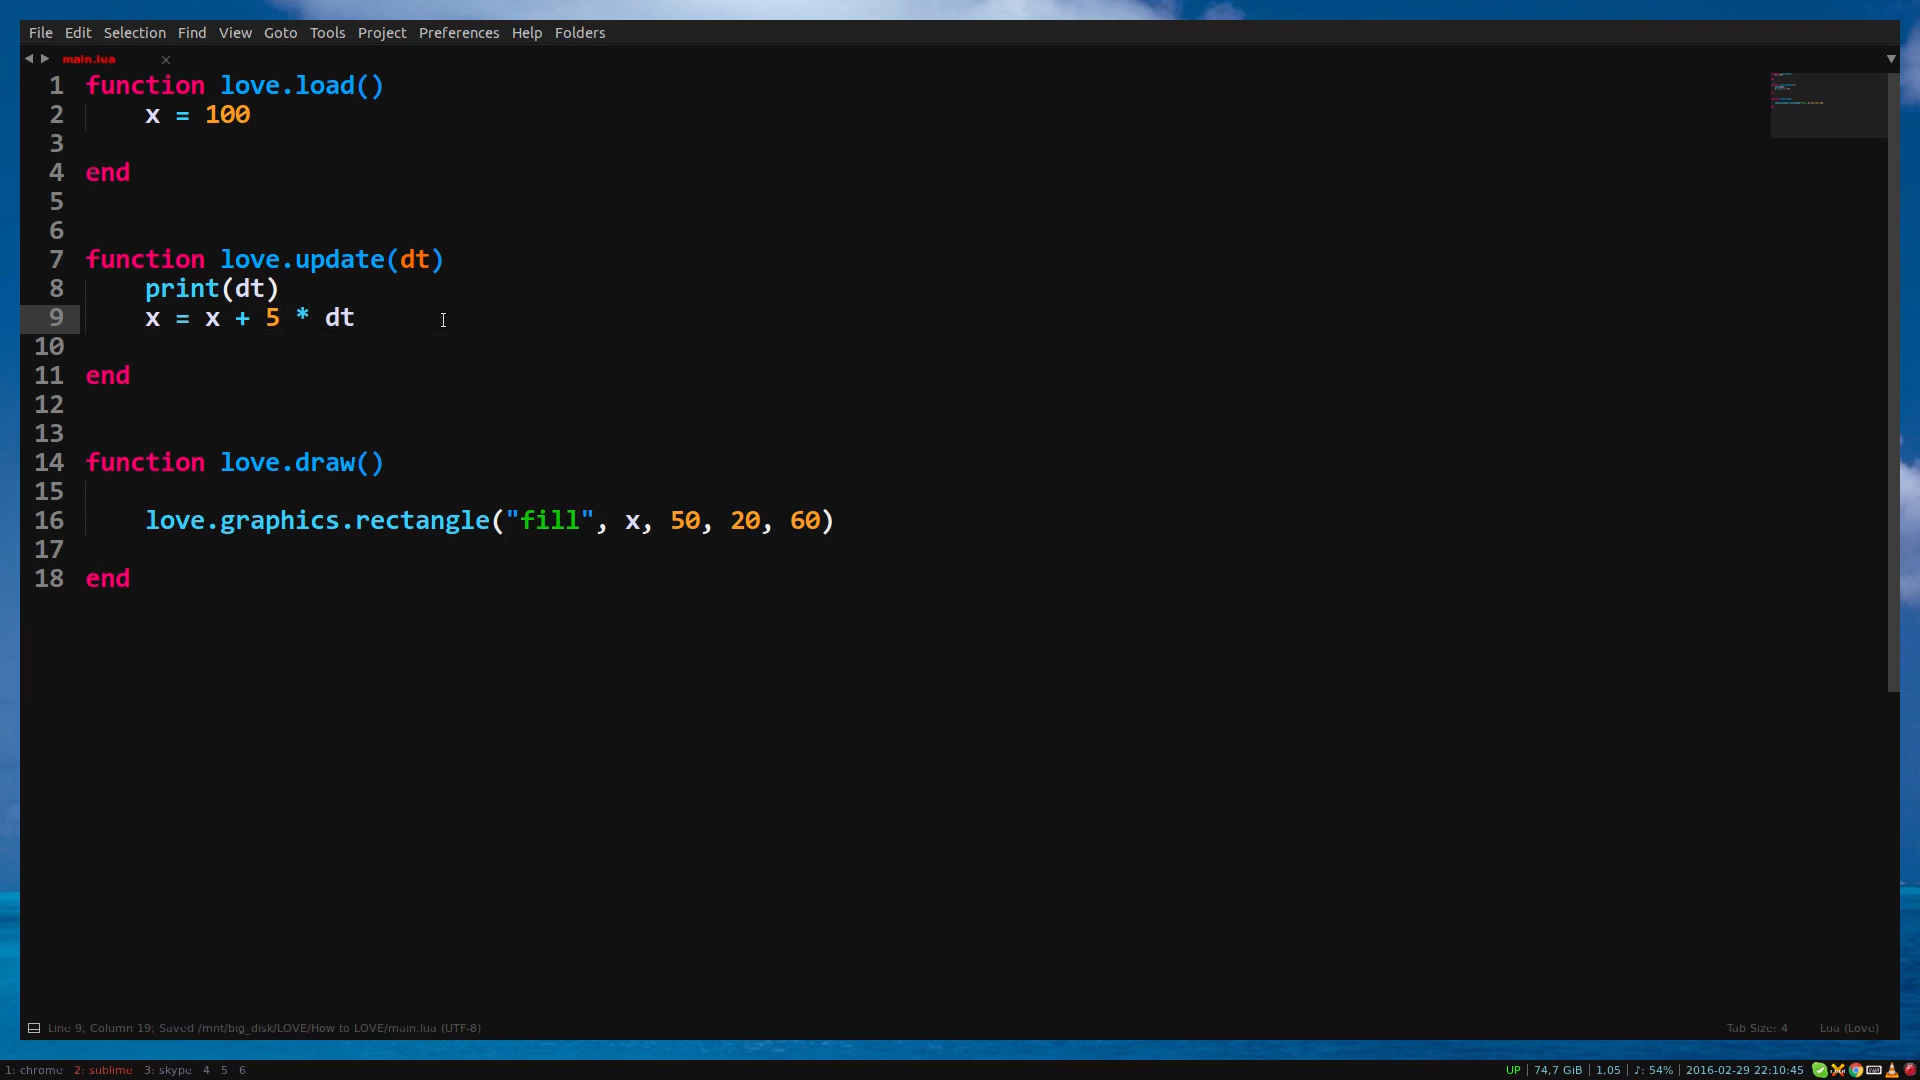 File Edit Selection Find View Goto Tools Project Preferences Help Folders
main.lua
1 function love.load()
2     x = 100
3
4 end
5
6
7 function love.update(dt)
8     print(dt)
9     x = x + 5 * dt
10
11 end
12
13
14 function love.draw()
15
16     love.graphics.rectangle("fill", x, 50, 20, 60)
17
18 end
Line 9, Column 19; Saved /mnt/big_disk/LOVE/How to LOVE/main.lua (UTF-8) Tab Size: 4 Lua (Love)
1: chrome 2: sublime 3: skype 4 5 6 UP | 74,7 GiB | 1,05 | ♪: 54% | 2016-02-29 22:10:45